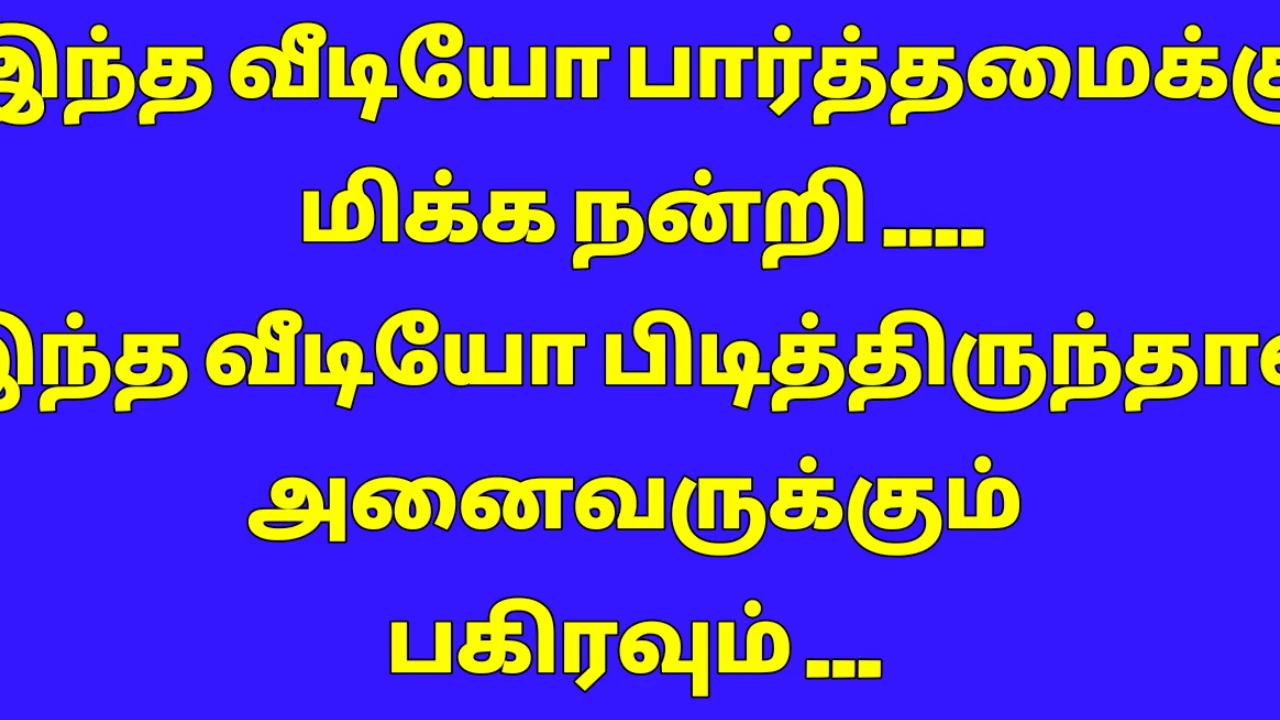 இந்த வீடியோ பார்த்தமைக்கு
மிக்க நன்றி ....
இந்த வீடியோ பிடித்திருந்தால்
அனைவருக்கும்
பகிரவும் ...